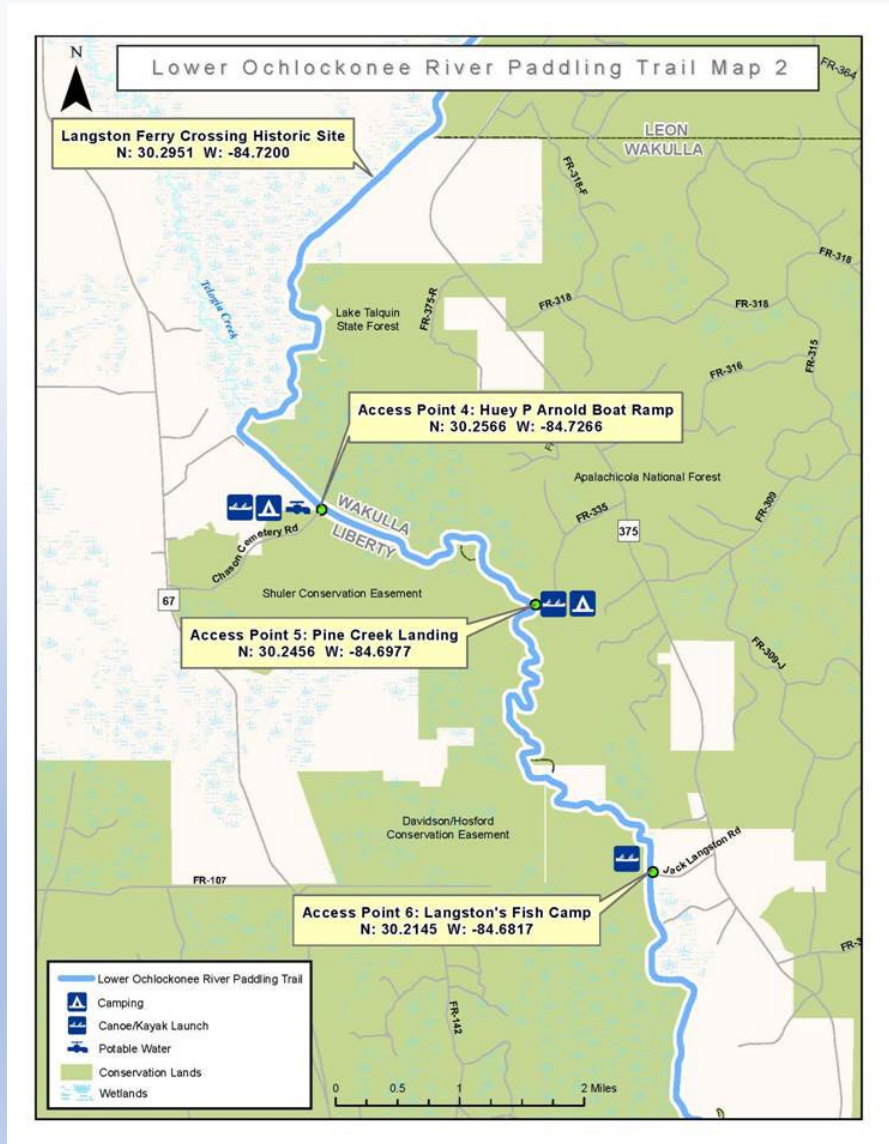 N
Lower Ochlockonee River Paddling Trail Map 2
FR-364
Langston Ferry Crossing Historic Site
N: 30.2951 W: -84.7200
LEON
WAKULLA
FR-318-F
FR-318
Telogia Creek
FR-375-R
FR-318
FR-318
Lake Talquin
State Forest
FR-315
FR-316
Access Point 4: Huey P Arnold Boat Ramp
N: 30.2566 W: -84.7266
Apalachicola National Forest
WAKULLA
LIBERTY
FR-335
375
FR-309
Chason Cemetery Rd
67
Shuler Conservation Easement
Access Point 5: Pine Creek Landing
N: 30.2456 W: -84.6977
FR-309-J
Davidson/Hosford
Conservation Easement
Jack Langston Rd
FR-107
Access Point 6: Langston's Fish Camp
N: 30.2145 W: -84.6817
Lower Ochlockonee River Paddling Trail
Camping
Canoe/Kayak Launch
Potable Water
Conservation Lands
Wetlands
FR-142
0 0.5 1 2 Miles